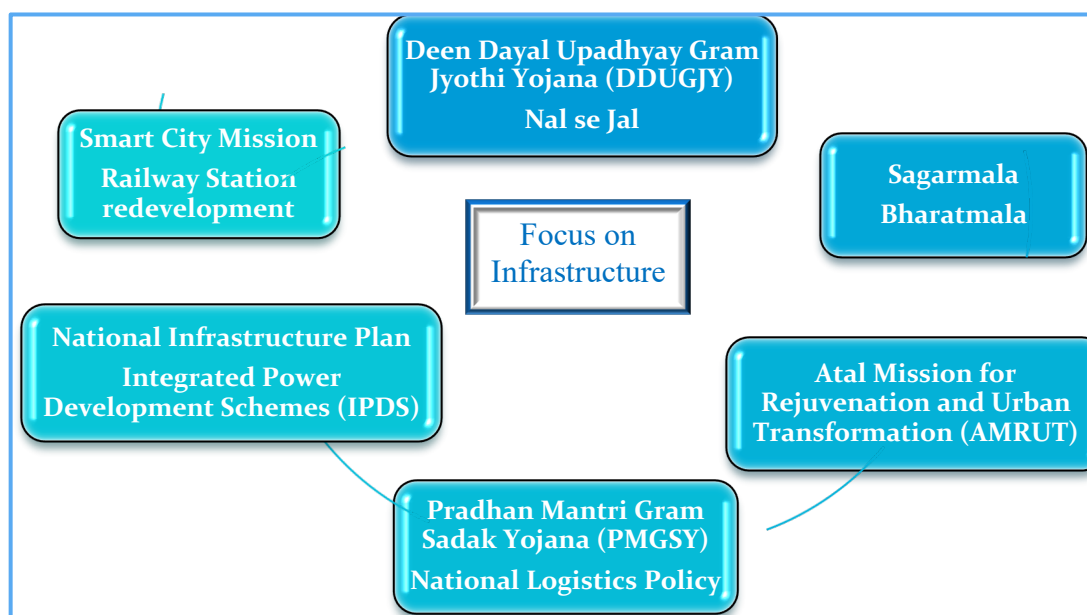 Deen Dayal Upadhyay Gram
Jyothi Yojana (DDUGJY)
Nal se Jal
Smart City Mission
Railway Station
redevelopment
Sagarmala
Bharatmala
Focus on
Infrastructure
National Infrastructure Plan
Integrated Power
Development Schemes (IPDS)
Atal Mission for
Rejuvenation and Urban
Transformation (AMRUT)
Pradhan Mantri Gram
Sadak Yojana (PMGSY)
National Logistics Policy